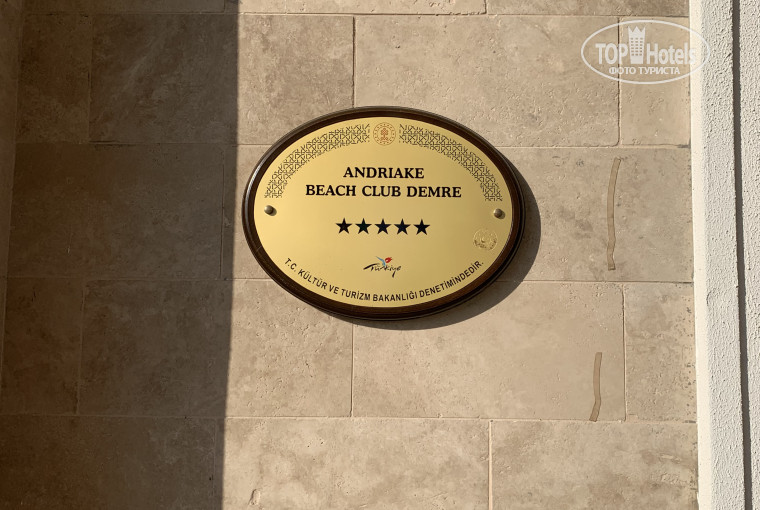 TOP Hotels
ФОТО ТУРИСТА
ANDRIAKE
BEACH CLUB DEMRE
★★★★★
Türkiye
T.C. KÜLTÜR VE TURİZM BAKANLIĞI DENETİMİNDEDİR.